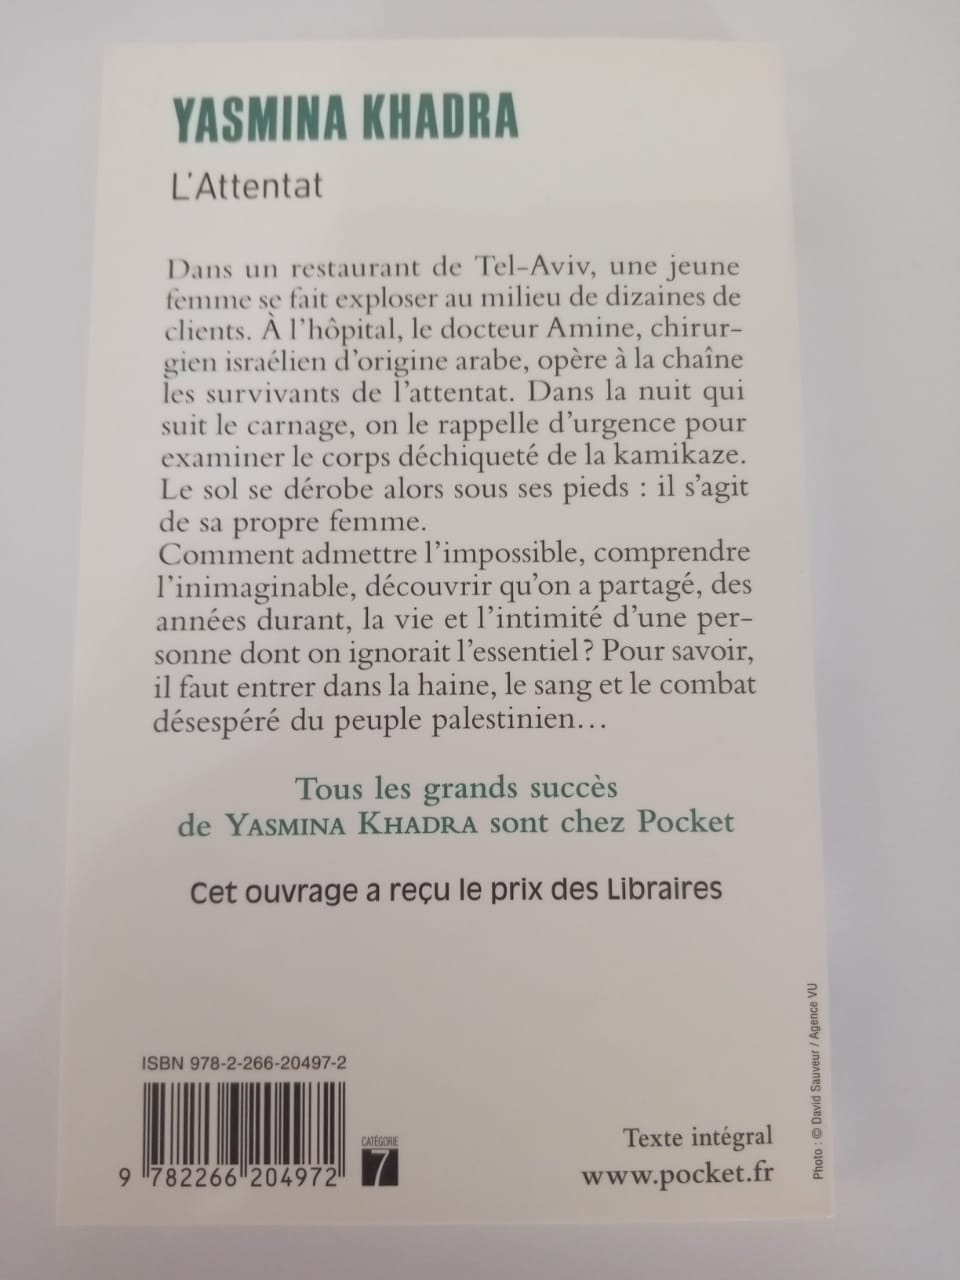 YASMINA KHADRA
L'Attentat
Dans un restaurant de Tel-Aviv, une jeune
femme se fait exploser au milieu de dizaines de
clients. À l'hôpital, le docteur Amine, chirur-
gien israélien d'origine arabe, opère à la chaîne
les survivants de l'attentat. Dans la nuit qui
suit le carnage, on le rappelle d'urgence pour
examiner le corps déchiqueté de la kamikaze.
Le sol se dérobe alors sous ses pieds : il s'agit
de sa propre femme.
Comment admettre l'impossible, comprendre
l'inimaginable, découvrir qu'on a partagé, des
années durant, la vie et l'intimité d'une per-
sonne dont on ignorait l'essentiel ? Pour savoir,
il faut entrer dans la haine, le sang et le combat
désespéré du peuple palestinien…
Tous les grands succès
de YASMINA KHADRA sont chez Pocket
Cet ouvrage a reçu le prix des Libraires
ISBN 978-2-266-20497-2
9 782266 204972
CATÉGORIE
7
Texte intégral
www.pocket.fr
Photo : © David Sauveur / Agence VU